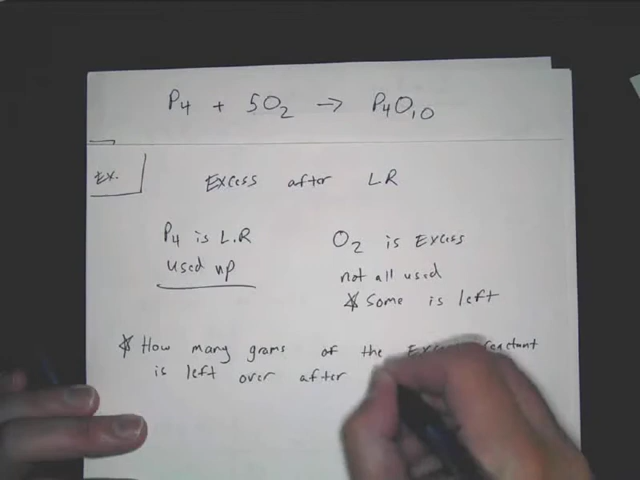 P4 + 5O2 → P4O10
Ex.
Excess after LR
P4 is L.R
used up
O2 is Excess
not all used
* Some is left
* How many grams of the
is left over after